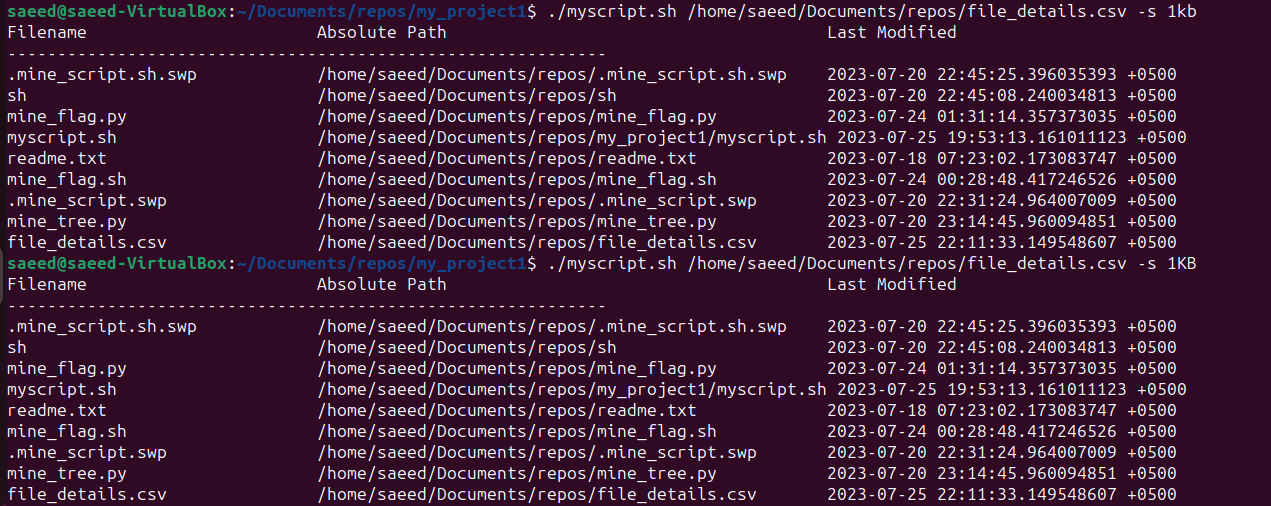 saeed@saeed-VirtualBox:~/Documents/repos/my_project1$ ./myscript.sh /home/saeed/Documents/repos/file_details.csv -s 1kb
Filename                       Absolute Path                                      Last Modified
------------------------------------------------------------
.mine_script.sh.swp            /home/saeed/Documents/repos/.mine_script.sh.swp    2023-07-20 22:45:25.396035393 +0500
sh                             /home/saeed/Documents/repos/sh                     2023-07-20 22:45:08.240034813 +0500
mine_flag.py                   /home/saeed/Documents/repos/mine_flag.py           2023-07-24 01:31:14.357373035 +0500
myscript.sh                    /home/saeed/Documents/repos/my_project1/myscript.sh 2023-07-25 19:53:13.161011123 +0500
readme.txt                     /home/saeed/Documents/repos/readme.txt             2023-07-18 07:23:02.173083747 +0500
mine_flag.sh                   /home/saeed/Documents/repos/mine_flag.sh           2023-07-24 00:28:48.417246526 +0500
.mine_script.swp               /home/saeed/Documents/repos/.mine_script.swp       2023-07-20 22:31:24.964007009 +0500
mine_tree.py                   /home/saeed/Documents/repos/mine_tree.py           2023-07-20 23:14:45.960094851 +0500
file_details.csv               /home/saeed/Documents/repos/file_details.csv       2023-07-25 22:11:33.149548607 +0500
saeed@saeed-VirtualBox:~/Documents/repos/my_project1$ ./myscript.sh /home/saeed/Documents/repos/file_details.csv -s 1KB
Filename                       Absolute Path                                      Last Modified
------------------------------------------------------------
.mine_script.sh.swp            /home/saeed/Documents/repos/.mine_script.sh.swp    2023-07-20 22:45:25.396035393 +0500
sh                             /home/saeed/Documents/repos/sh                     2023-07-20 22:45:08.240034813 +0500
mine_flag.py                   /home/saeed/Documents/repos/mine_flag.py           2023-07-24 01:31:14.357373035 +0500
myscript.sh                    /home/saeed/Documents/repos/my_project1/myscript.sh 2023-07-25 19:53:13.161011123 +0500
readme.txt                     /home/saeed/Documents/repos/readme.txt             2023-07-18 07:23:02.173083747 +0500
mine_flag.sh                   /home/saeed/Documents/repos/mine_flag.sh           2023-07-24 00:28:48.417246526 +0500
.mine_script.swp               /home/saeed/Documents/repos/.mine_script.swp       2023-07-20 22:31:24.964007009 +0500
mine_tree.py                   /home/saeed/Documents/repos/mine_tree.py           2023-07-20 23:14:45.960094851 +0500
file_details.csv               /home/saeed/Documents/repos/file_details.csv       2023-07-25 22:11:33.149548607 +0500